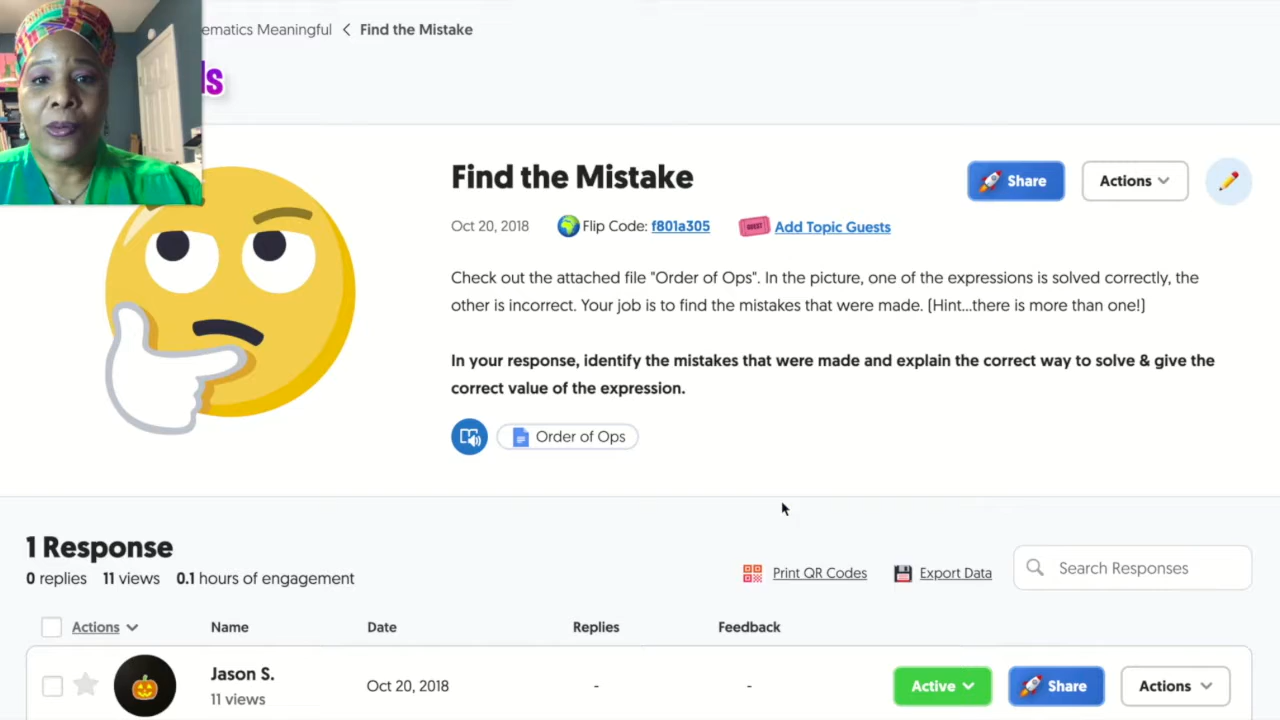 ematics Meaningful < Find the Mistake
ls
Find the Mistake
Share
Actions
Oct 20, 2018
Flip Code: f801a305
GUEST
Add Topic Guests
Check out the attached file "Order of Ops". In the picture, one of the expressions is solved correctly, the
other is incorrect. Your job is to find the mistakes that were made. (Hint...there is more than one!)
In your response, identify the mistakes that were made and explain the correct way to solve & give the
correct value of the expression.
Order of Ops
1 Response
0 replies 11 views 0.1 hours of engagement
Print QR Codes
Export Data
Search Responses
Actions
Name
Date
Replies
Feedback
Jason S.
11 views
Oct 20, 2018
-
-
Active
Share
Actions